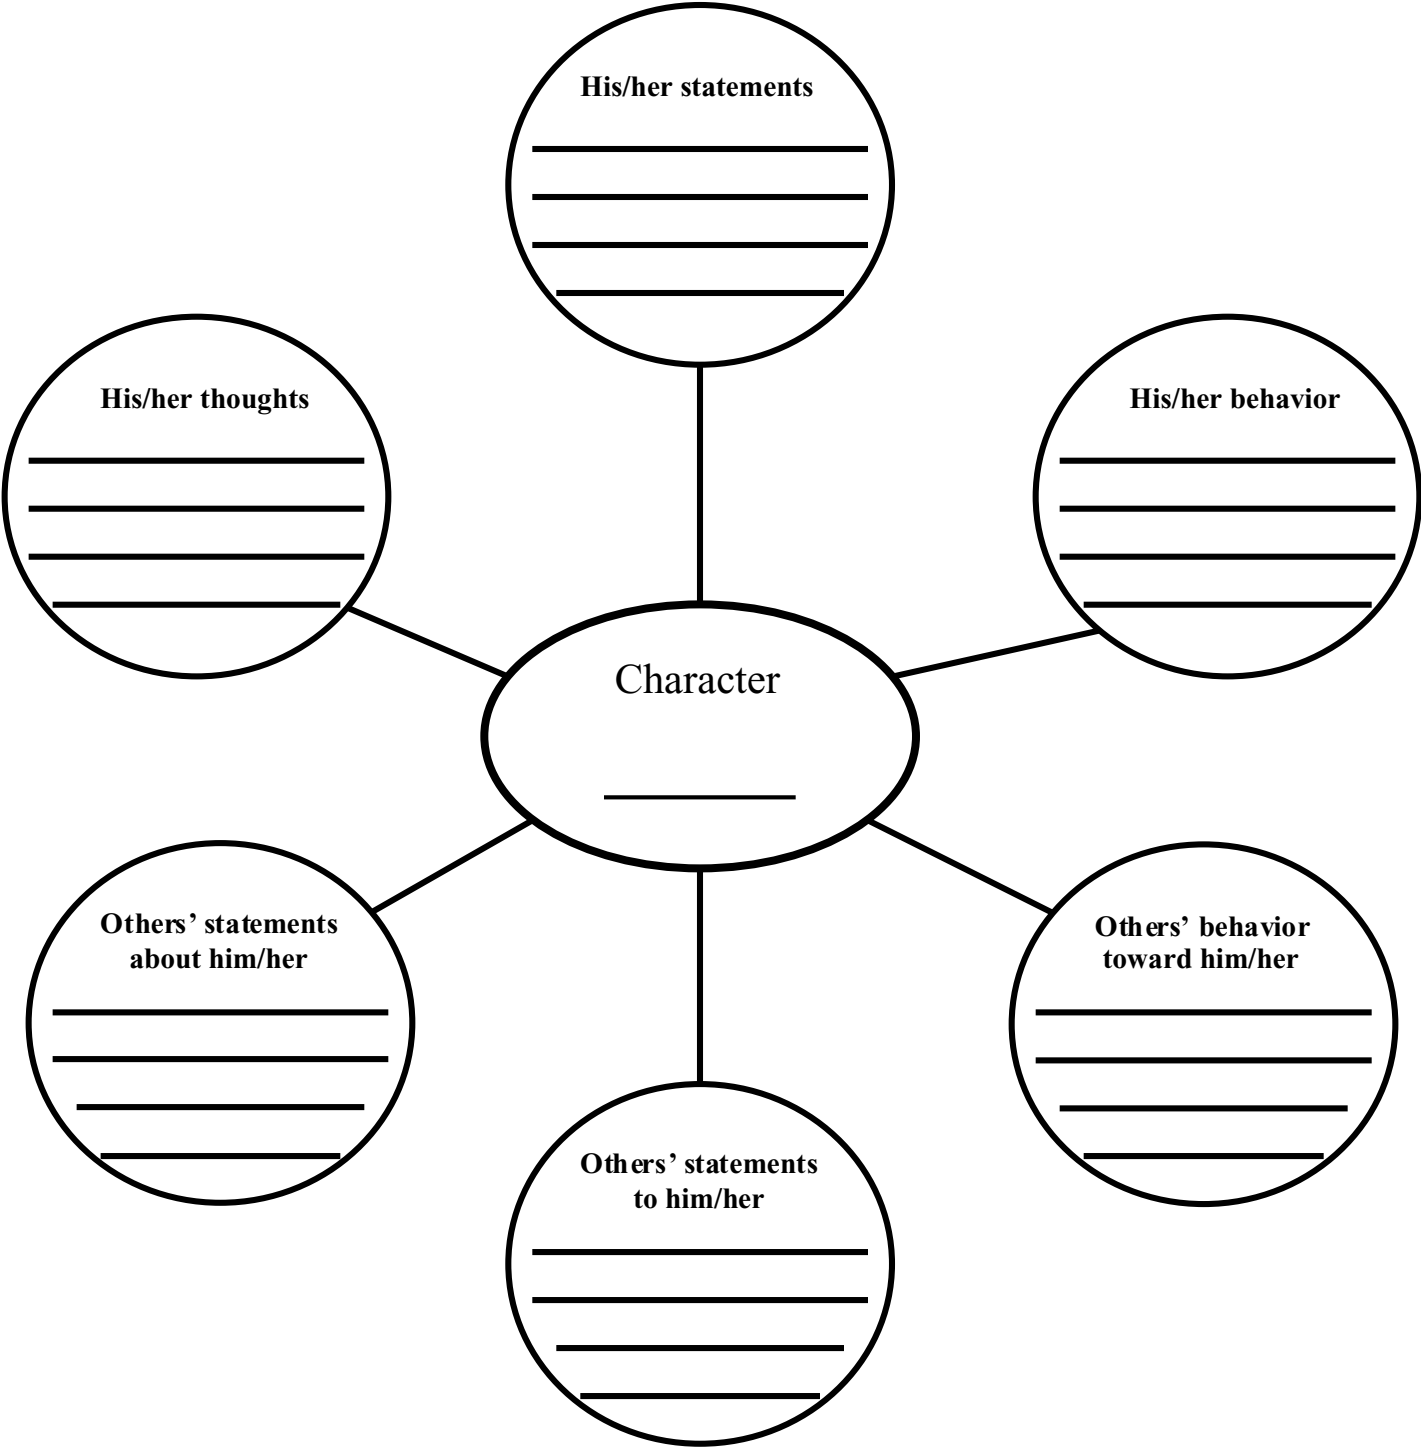 His/her statements
His/her thoughts
His/her behavior
Character
Others’ statements
about him/her
Others’ behavior
toward him/her
Others’ statements
to him/her